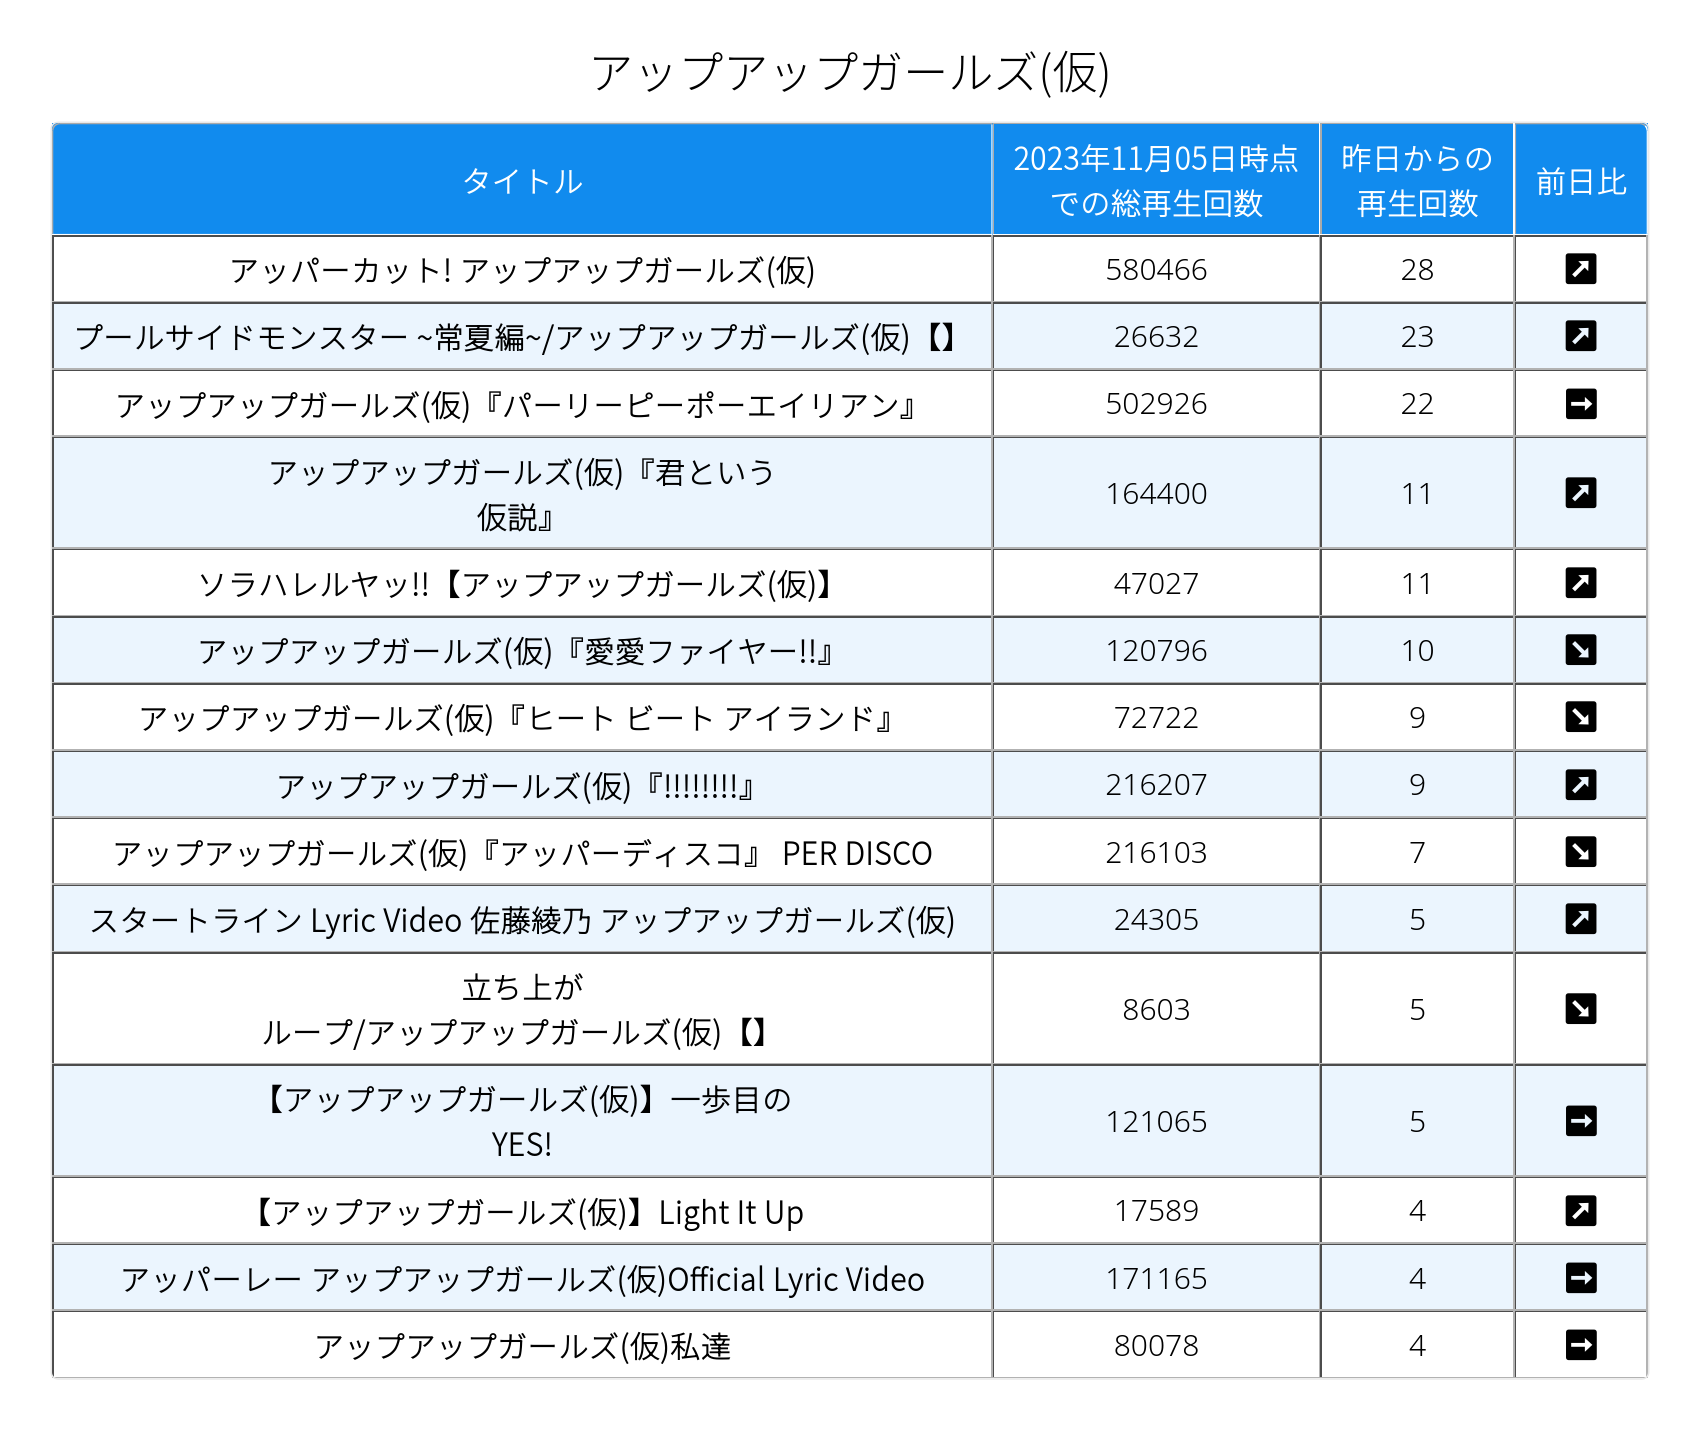 アップアップガールズ(仮)
タイトル
2023年11月05日時点
での総再生回数
昨日からの
再生回数
前日比
アッパーカット! アップアップガールズ(仮) 580466 28
プールサイドモンスター ~常夏編~/アップアップガールズ(仮)【】 26632 23
アップアップガールズ(仮)『パーリーピーポーエイリアン』 502926 22
アップアップガールズ(仮)『君という
仮説』 164400 11
ソラハレルヤッ!!【アップアップガールズ(仮)】 47027 11
アップアップガールズ(仮)『愛愛ファイヤー!!』 120796 10
アップアップガールズ(仮)『ヒート ビート アイランド』 72722 9
アップアップガールズ(仮)『!!!!!!!!』 216207 9
アップアップガールズ(仮)『アッパーディスコ』 PER DISCO 216103 7
スタートライン Lyric Video 佐藤綾乃 アップアップガールズ(仮) 24305 5
立ち上が
ループ/アップアップガールズ(仮)【】 8603 5
【アップアップガールズ(仮)】一歩目の
YES! 121065 5
【アップアップガールズ(仮)】Light It Up 17589 4
アッパーレー アップアップガールズ(仮)Official Lyric Video 171165 4
アップアップガールズ(仮)私達 80078 4